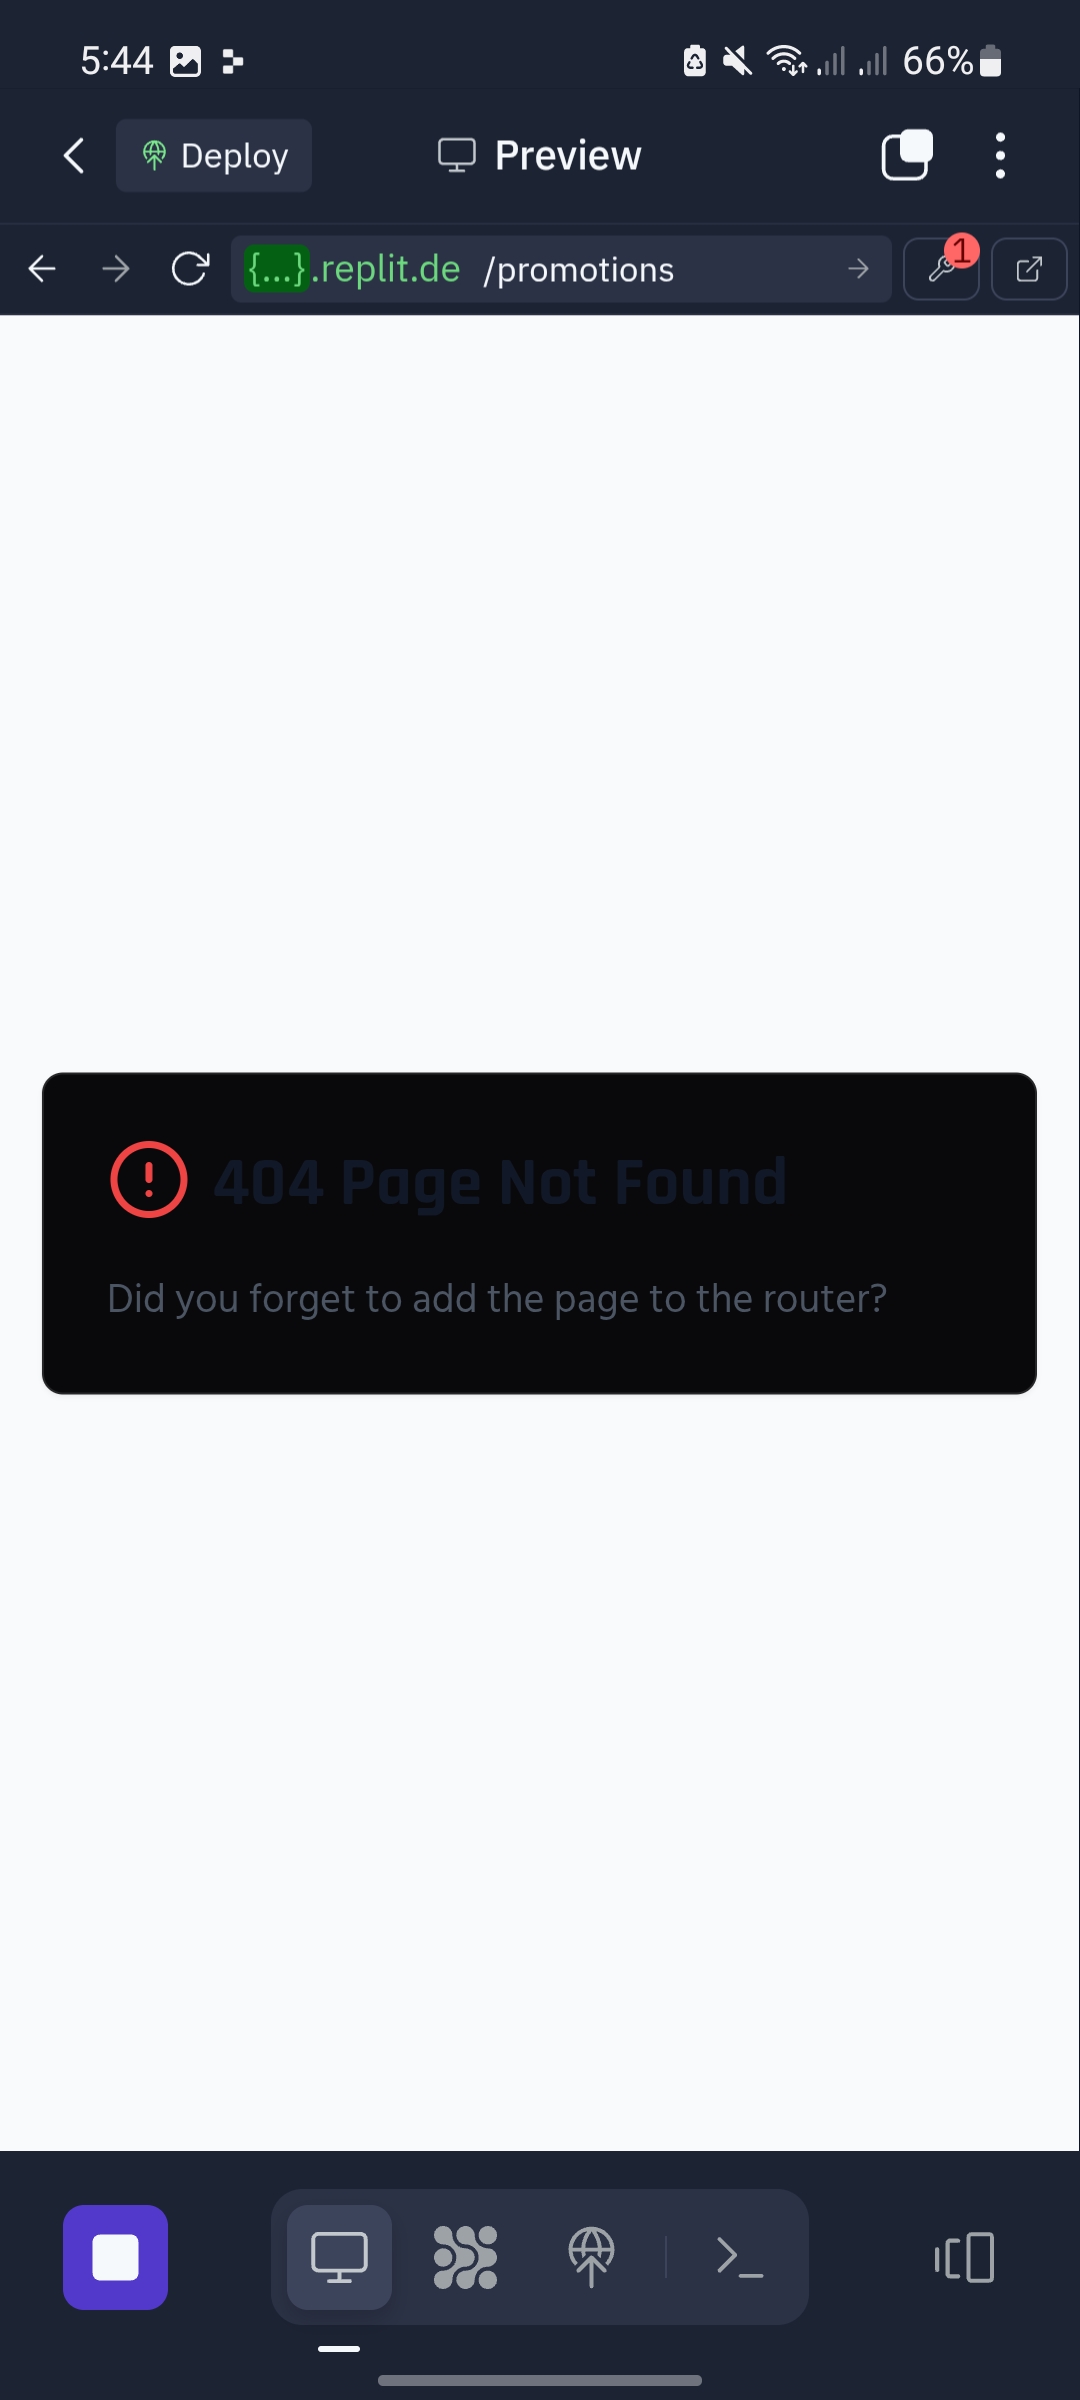 5:44
66%
Deploy
Preview
{...}.replit.de /promotions
1
404 Page Not Found
Did you forget to add the page to the router?